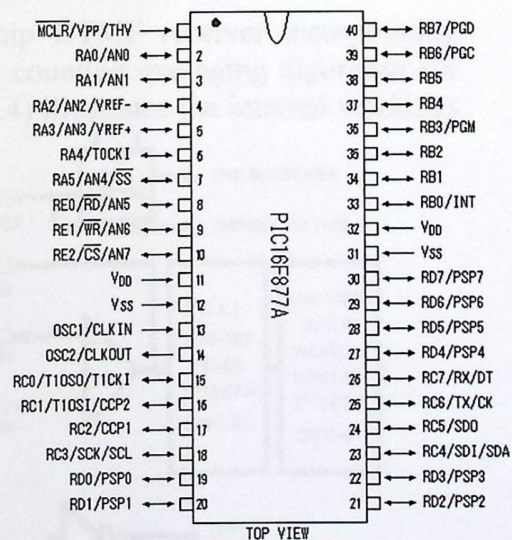 MCLR/VPP/THV
RA0/AN0 2
RA1/AN1 3
RA2/AN2/VREF- 4
RA3/AN3/VREF+ 5
RA4/TOCKI 6
RA5/AN4/SS 7
RE0/RD/AN5 8
RE1/WR/AN6 9
RE2/CS/AN7 10
VDD 11
VSS 12
OSC1/CLKIN 13
OSC2/CLKOUT 14
RC0/T1OSO/T1CKI 15
RC1/T1OSI/CCP2 16
RC2/CCP1 17
RC3/SCK/SCL 18
RD0/PSP0 19
RD1/PSP1 20
PIC16F877A
40 RB7/PGD
39 RB6/PGC
38 RB5
37 RB4
36 RB3/PGM
35 RB2
34 RB1
33 RB0/INT
32 VDD
31 VSS
30 RD7/PSP7
29 RD6/PSP6
28 RD5/PSP5
27 RD4/PSP4
26 RC7/RX/DT
25 RC6/TX/CK
24 RC5/SDO
23 RC4/SDI/SDA
22 RD3/PSP3
21 RD2/PSP2
TOP VIEW